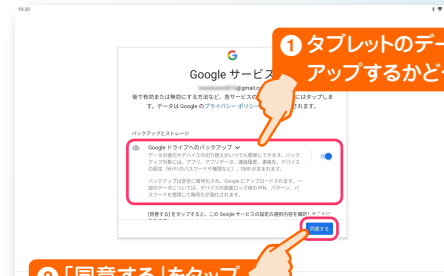 10:30
G
Google サービス
@gmail.co
後で有効または無効にする方法など、各サービスの
にはタップしま
す。データは Google のプライバシー ポリシー
されます。
バックアップとストレージ
Google ドライブへのバックアップ
データの復元やデバイスの切り替えがいつでも簡単にできます。バック
アップ対象には、アプリ、アプリデータ、通話履歴、連絡先、デバイス
の設定（Wi-Fi のパスワードや権限など）、SMS が含まれます。
バックアップは安全に暗号化され、Google にアップロードされます。一
部のデータについては、デバイスの画面ロック用の PIN、パターン、パ
スワードを使用して暗号化が強化されます。
[同意する] をタップすると、この Google サービスの設定の選択内容を確認したことに
同意する
1 タブレットのデー
アップするかど
2 「同意する」をタップ